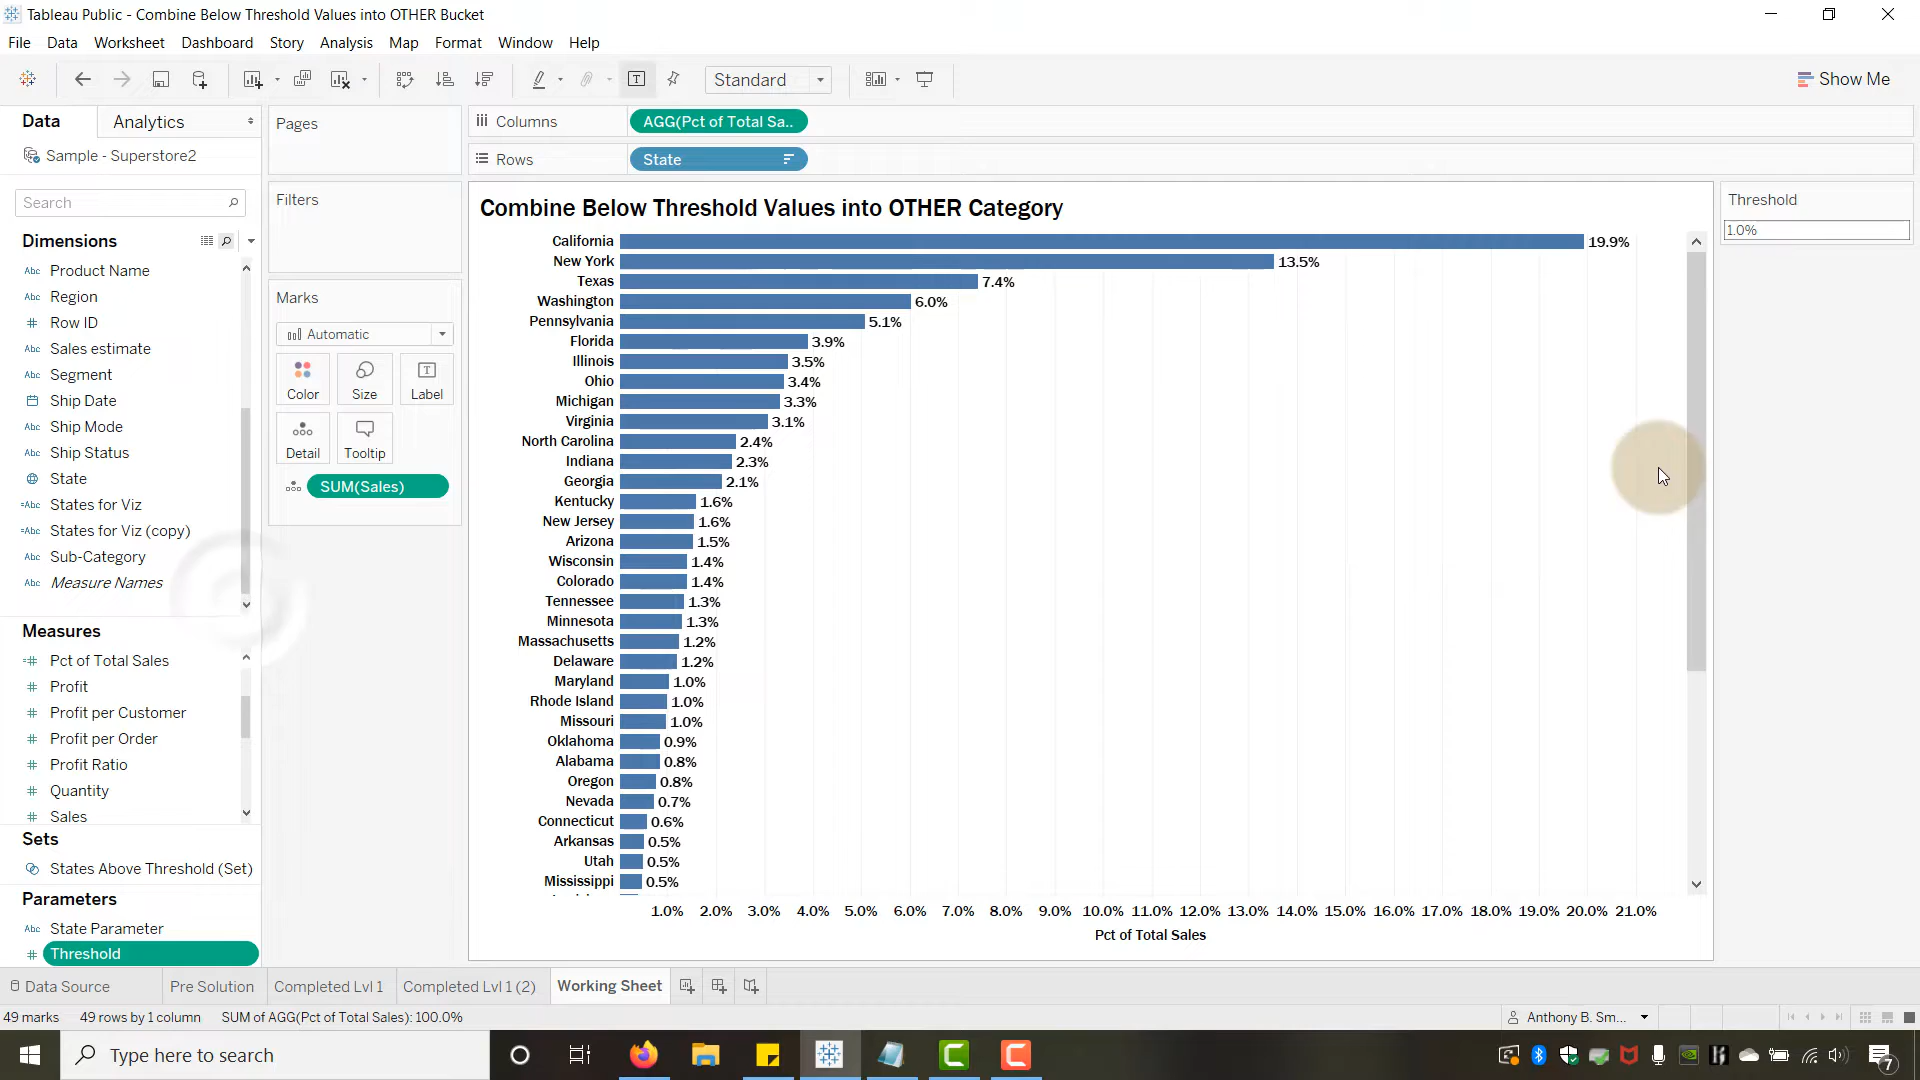 Tableau Public - Combine Below Threshold Values into OTHER Bucket
File Data Worksheet Dashboard Story Analysis Map Format Window Help
Standard
Show Me
Data Analytics
Sample - Superstore2
Search
Dimensions
Abc Product Name
Abc Region
# Row ID
Abc Sales estimate
Abc Segment
Ship Date
Abc Ship Mode
Abc Ship Status
State
=Abc States for Viz
=Abc States for Viz (copy)
Abc Sub-Category
Abc Measure Names
Measures
=# Pct of Total Sales
# Profit
# Profit per Customer
# Profit per Order
# Profit Ratio
# Quantity
# Sales
Sets
States Above Threshold (Set)
Parameters
Abc State Parameter
# Threshold
Pages
Filters
Marks
Automatic
Color Size Label
Detail Tooltip
SUM(Sales)
Columns AGG(Pct of Total Sa..
Rows State
Combine Below Threshold Values into OTHER Category
California 19.9%
New York 13.5%
Texas 7.4%
Washington 6.0%
Pennsylvania 5.1%
Florida 3.9%
Illinois 3.5%
Ohio 3.4%
Michigan 3.3%
Virginia 3.1%
North Carolina 2.4%
Indiana 2.3%
Georgia 2.1%
Kentucky 1.6%
New Jersey 1.6%
Arizona 1.5%
Wisconsin 1.4%
Colorado 1.4%
Tennessee 1.3%
Minnesota 1.3%
Massachusetts 1.2%
Delaware 1.2%
Maryland 1.0%
Rhode Island 1.0%
Missouri 1.0%
Oklahoma 0.9%
Alabama 0.8%
Oregon 0.8%
Nevada 0.7%
Connecticut 0.6%
Arkansas 0.5%
Utah 0.5%
Mississippi 0.5%
1.0% 2.0% 3.0% 4.0% 5.0% 6.0% 7.0% 8.0% 9.0% 10.0% 11.0% 12.0% 13.0% 14.0% 15.0% 16.0% 17.0% 18.0% 19.0% 20.0% 21.0%
Pct of Total Sales
Threshold
1.0%
Data Source Pre Solution Completed Lvl 1 Completed Lvl 1 (2) Working Sheet
49 marks 49 rows by 1 column SUM of AGG(Pct of Total Sales): 100.0%
Anthony B. Sm...
Type here to search
7